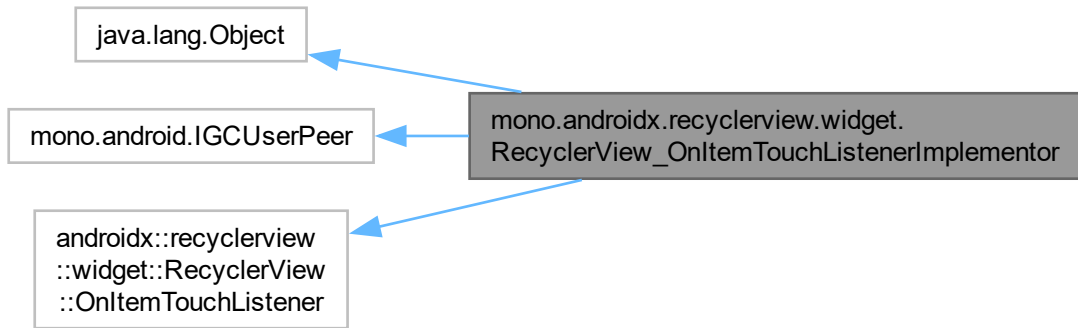 java.lang.Object
mono.android.IGCUserPeer
androidx::recyclerview
::widget::RecyclerView
::OnItemTouchListener
mono.androidx.recyclerview.widget.
RecyclerView_OnItemTouchListenerImplementor